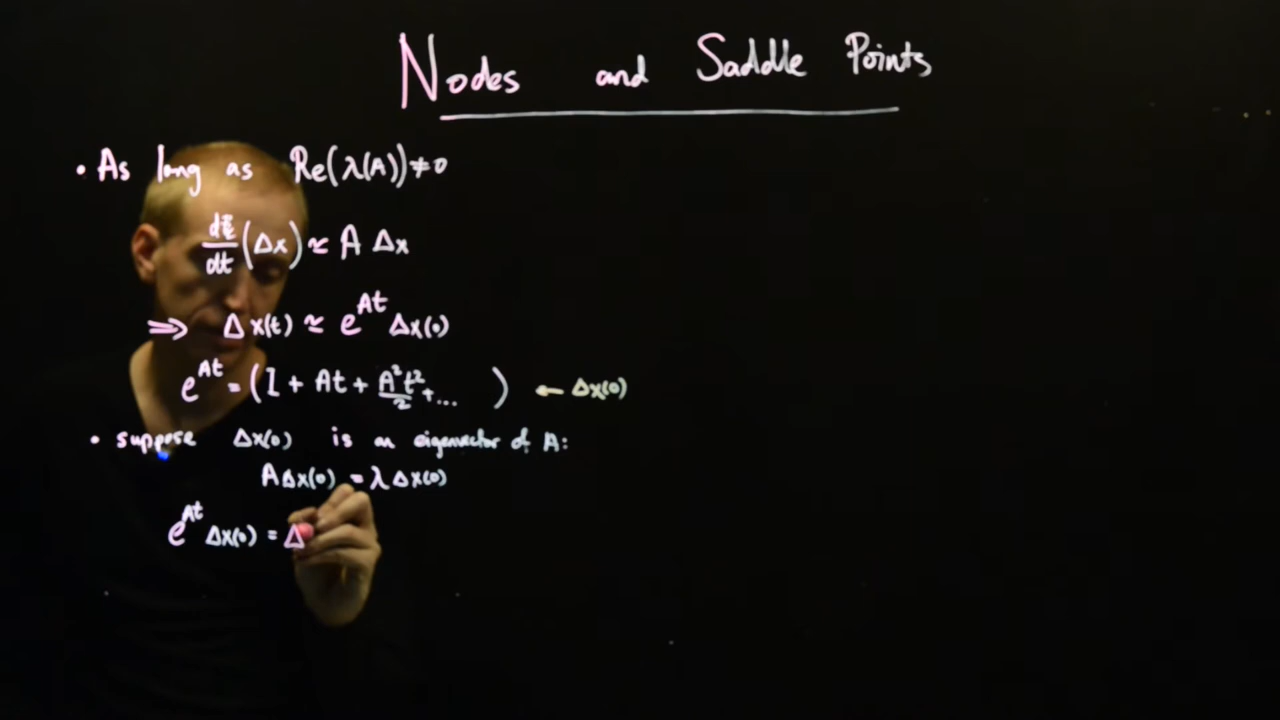 Nodes and Saddle Points
• As long as Re(λ(A))≠0
d/dt (Δx) ≃ A Δx
⇒ Δx(t) ≃ e^{At} Δx(0)
e^{At} = (I + At + A²t²/2 + ... ) ← Δx(0)
• suppose Δx(0) is an eigenvector of A:
AΔx(0) = λΔx(0)
e^{At} Δx(0) = Δ